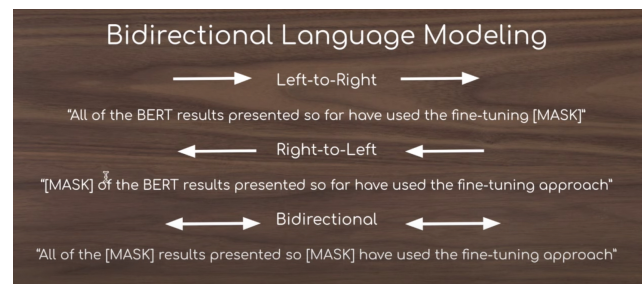 Bidirectional Language Modeling
Left-to-Right
"All of the BERT results presented so far have used the fine-tuning [MASK]"
Right-to-Left
"[MASK] of the BERT results presented so far have used the fine-tuning approach"
Bidirectional
"All of the [MASK] results presented so [MASK] have used the fine-tuning approach"